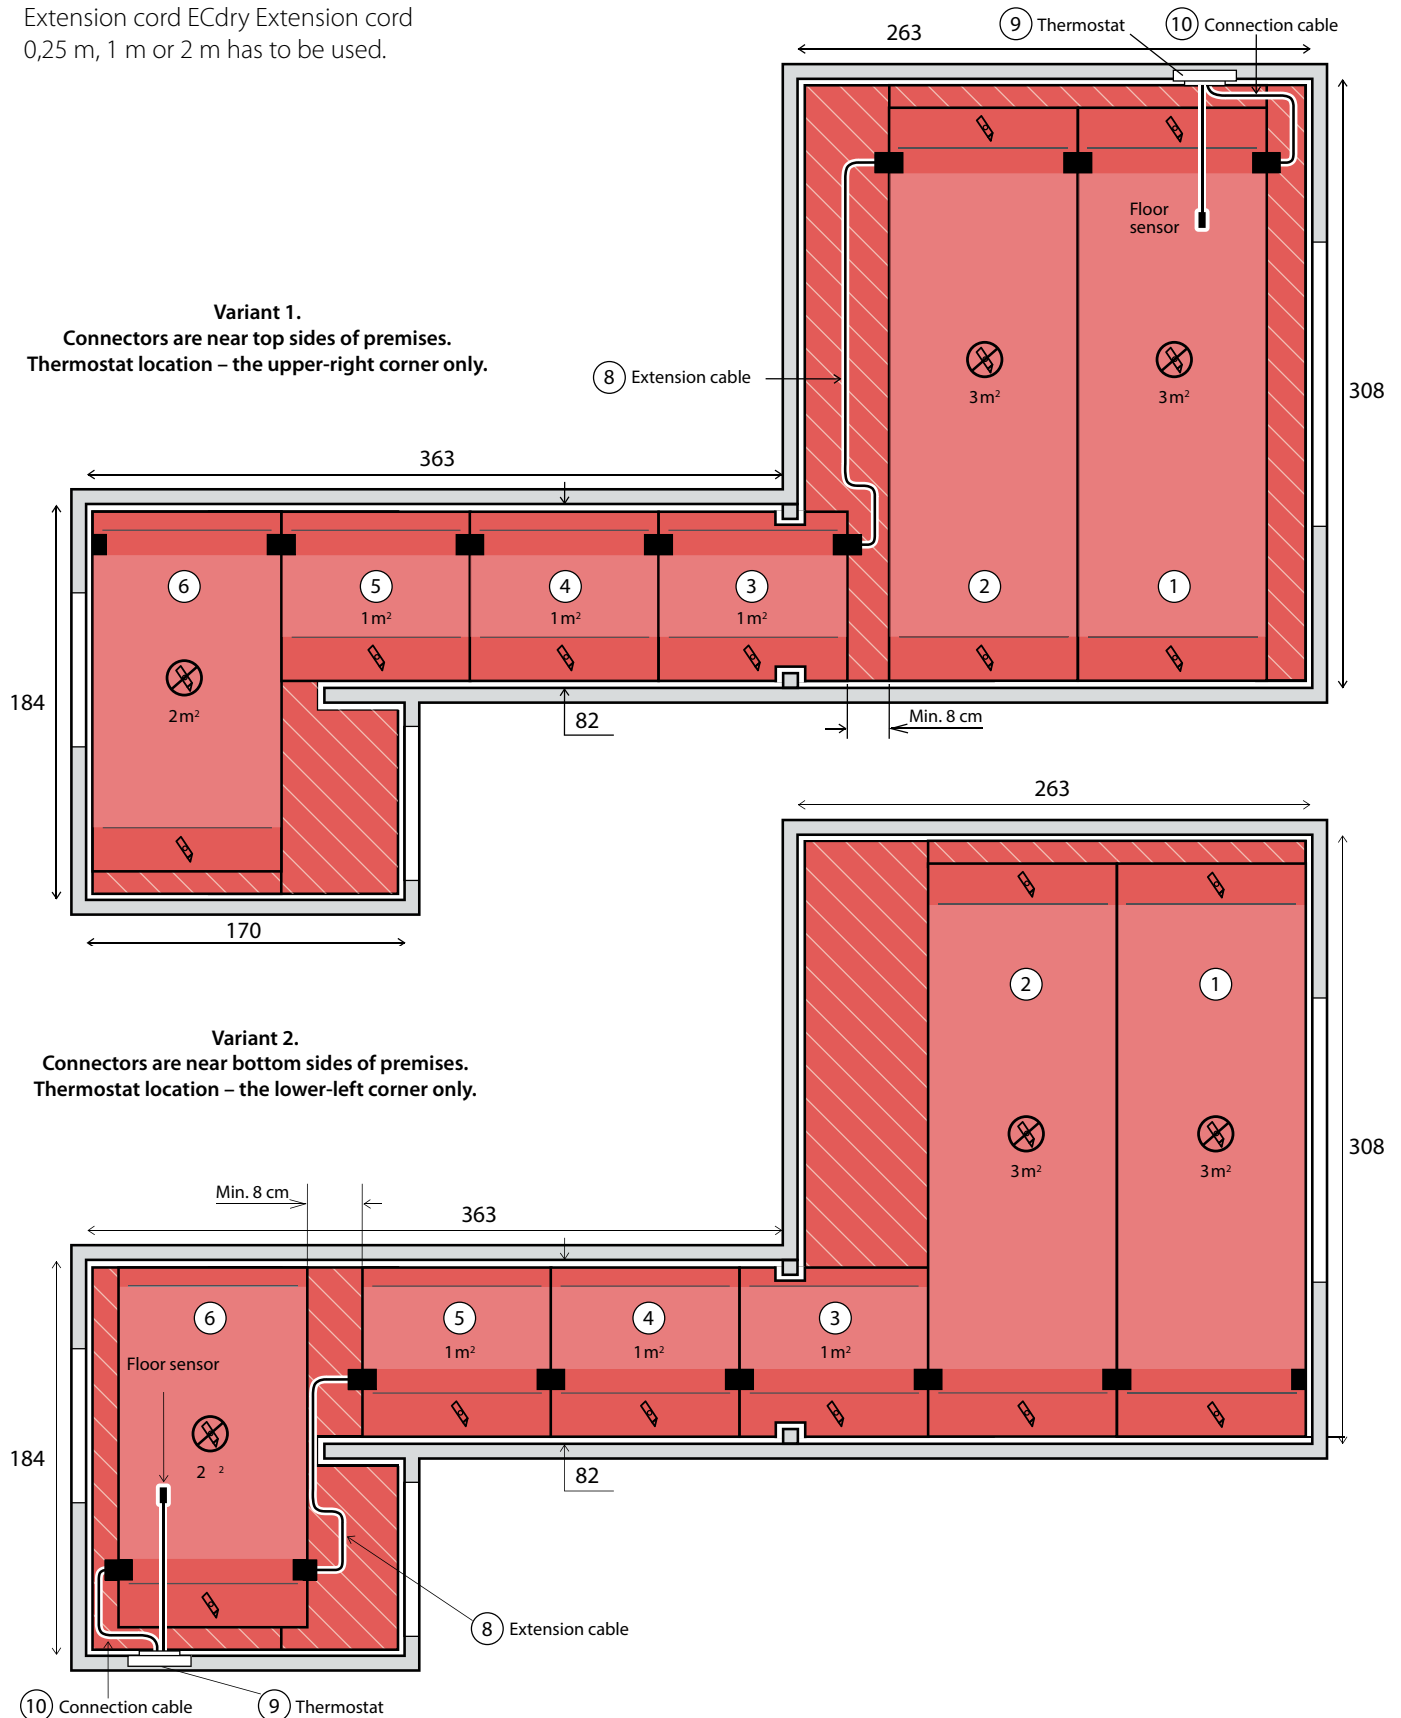 Extension cord ECdry Extension cord
0,25 m, 1 m or 2 m has to be used.
263
9 Thermostat
10 Connection cable
Floor
sensor
Variant 1.
Connectors are near top sides of premises.
Thermostat location – the upper-right corner only.
8 Extension cable
3 m²
3 m²
308
363
6
5
4
3
2
1
1 m²
1 m²
1 m²
184
2 m²
82
Min. 8 cm
170
263
2
1
Variant 2.
Connectors are near bottom sides of premises.
Thermostat location – the lower-left corner only.
3 m²
3 m²
308
Min. 8 cm
363
6
5
4
3
1 m²
1 m²
1 m²
Floor sensor
184
2 ²
82
8 Extension cable
10 Connection cable
9 Thermostat